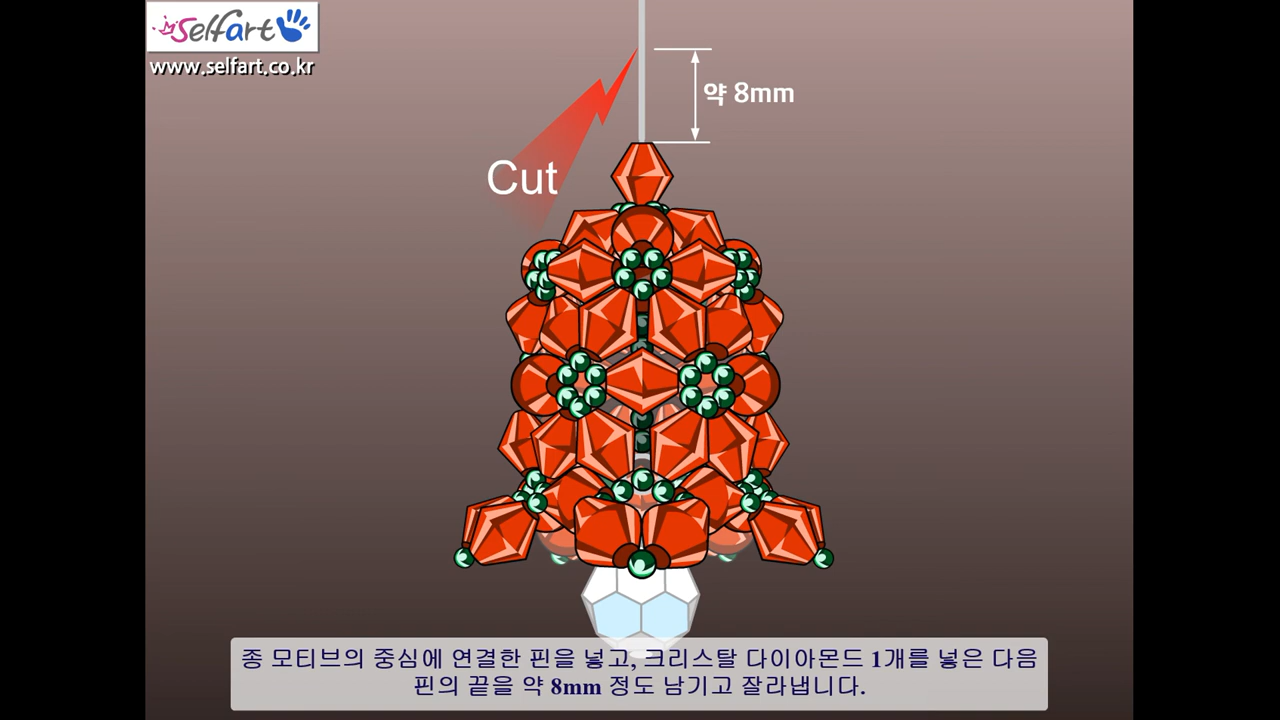 Selfart
www.selfart.co.kr
약 8mm
Cut
종 모티브의 중심에 연결한 핀을 넣고, 크리스탈 다이아몬드 1개를 넣은 다음
핀의 끝을 약 8mm 정도 남기고 잘라냅니다.